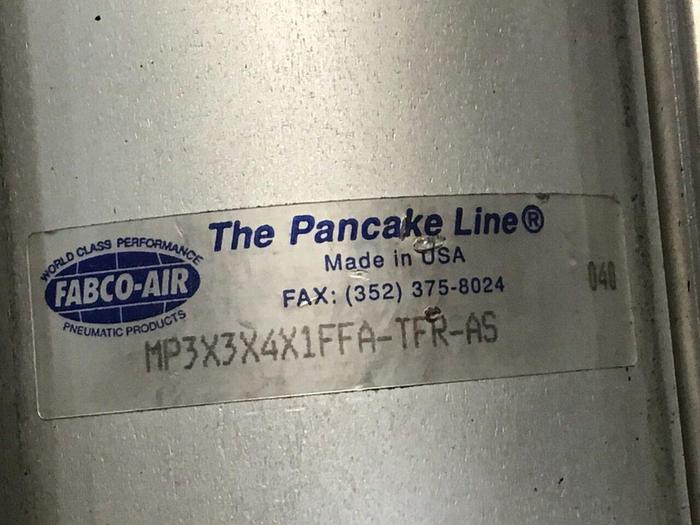 WORLD CLASS PERFORMANCE
FABCO-AIR
PNEUMATIC PRODUCTS
The Pancake Line®
Made in USA
FAX: (352) 375-8024
040
MP3X3X4X1FFA-TFR-AS